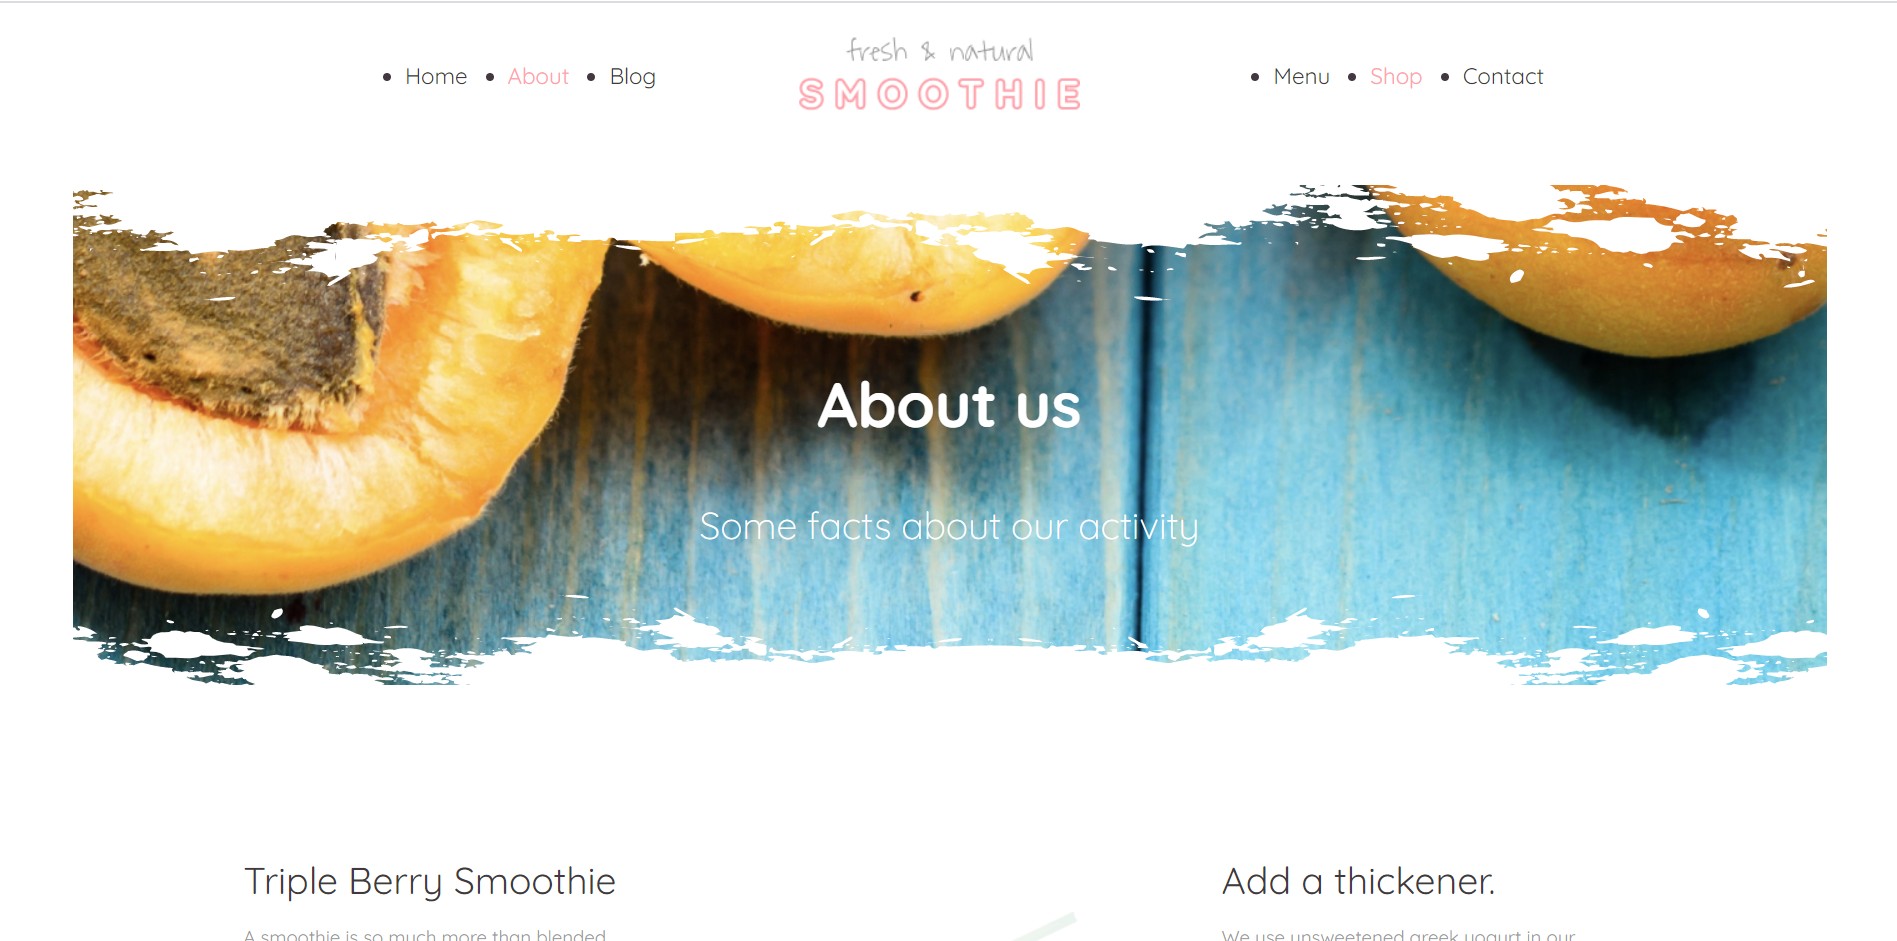 Home About Blog
fresh & natural
SMOOTHIE
Menu Shop Contact
About us
Some facts about our activity
Triple Berry Smoothie
A smoothie is so much more than blended
Add a thickener.
We use unsweetened greek yogurt in our